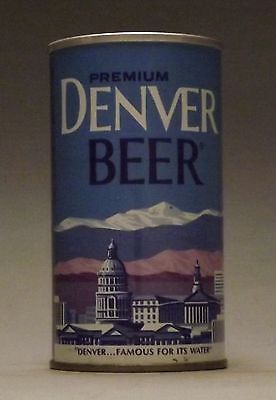 PREMIUM
DENVER
BEER
"DENVER...FAMOUS FOR ITS WATER"